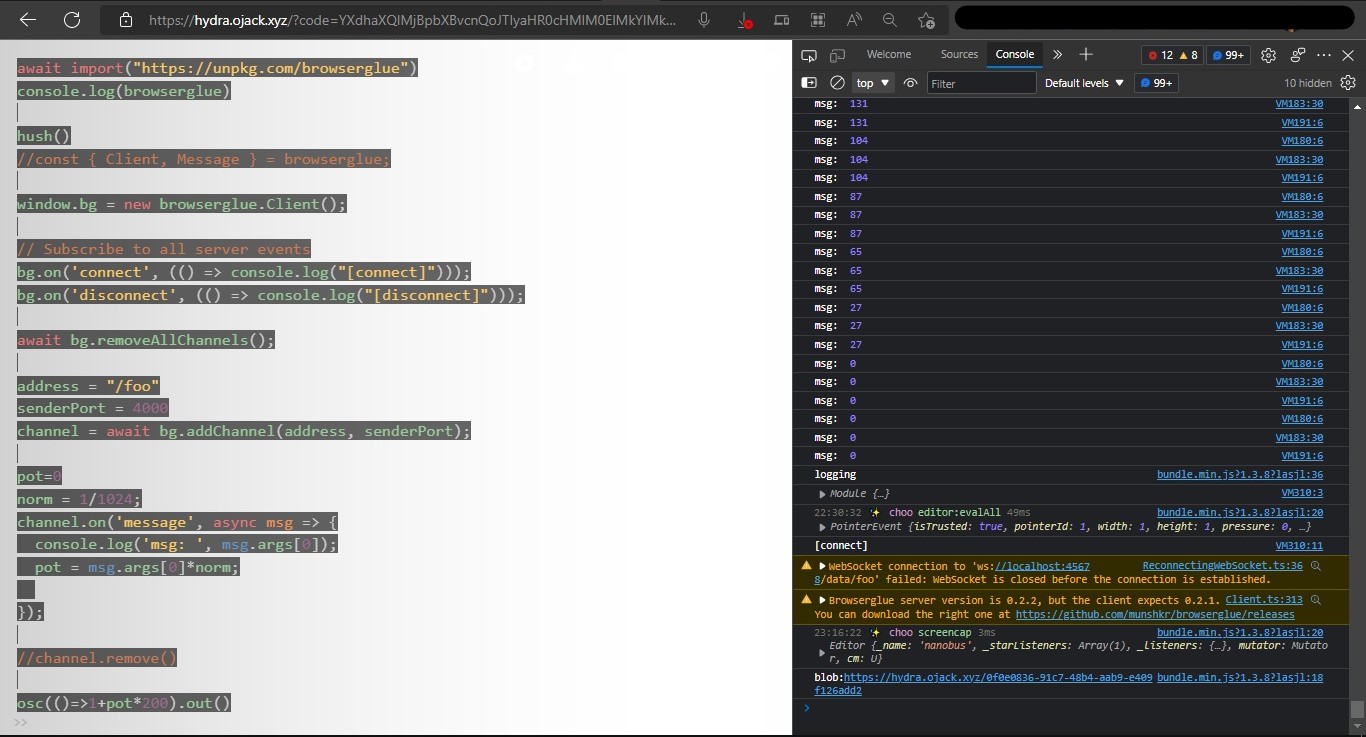 https://hydra.ojack.xyz/?code=YXdhaXQlMjBpbXBvcnQoJTIyaHR0cHMlM0ElMkYlMk...
await import("https://unpkg.com/browserglue")
console.log(browserglue)
hush()
//const { Client, Message } = browserglue;
window.bg = new browserglue.Client();
// Subscribe to all server events
bg.on('connect', (() => console.log("[connect]")));
bg.on('disconnect', (() => console.log("[disconnect]")));
await bg.removeAllChannels();
address = "/foo"
senderPort = 4000
channel = await bg.addChannel(address, senderPort);
pot=0
norm = 1/1024;
channel.on('message', async msg => {
console.log('msg: ', msg.args[0]);
pot = msg.args[0]*norm;
});
//channel.remove()
osc(()=>1+pot*200).out()
>>
Welcome Sources Console 12 8 99+
top Filter Default levels 99+ 10 hidden
msg: 131 VM183:30
msg: 131 VM191:6
msg: 104 VM180:6
msg: 104 VM183:30
msg: 104 VM191:6
msg: 87 VM180:6
msg: 87 VM183:30
msg: 87 VM191:6
msg: 65 VM180:6
msg: 65 VM183:30
msg: 65 VM191:6
msg: 27 VM180:6
msg: 27 VM183:30
msg: 27 VM191:6
msg: 0 VM180:6
msg: 0 VM183:30
msg: 0 VM191:6
msg: 0 VM180:6
msg: 0 VM183:30
msg: 0 VM191:6
logging bundle.min.js?1.3.8?lasjl:36
Module {…} VM310:3
22:30:32 ✨ choo editor:evalAll 49ms bundle.min.js?1.3.8?lasjl:20
PointerEvent {isTrusted: true, pointerId: 1, width: 1, height: 1, pressure: 0, …}
[connect] VM310:11
WebSocket connection to 'ws://localhost:4567 ReconnectingWebSocket.ts:36
8/data/foo' failed: WebSocket is closed before the connection is established.
Browserglue server version is 0.2.2, but the client expects 0.2.1. Client.ts:313
You can download the right one at https://github.com/munshkr/browserglue/releases
23:16:22 ✨ choo screencap 3ms bundle.min.js?1.3.8?lasjl:20
Editor {_name: 'nanobus', _starListeners: Array(1), _listeners: {…}, mutator: Mutato
r, cm: U}
blob:https://hydra.ojack.xyz/0f0e0836-91c7-48b4-aab9-e409 bundle.min.js?1.3.8?lasjl:18
f126add2